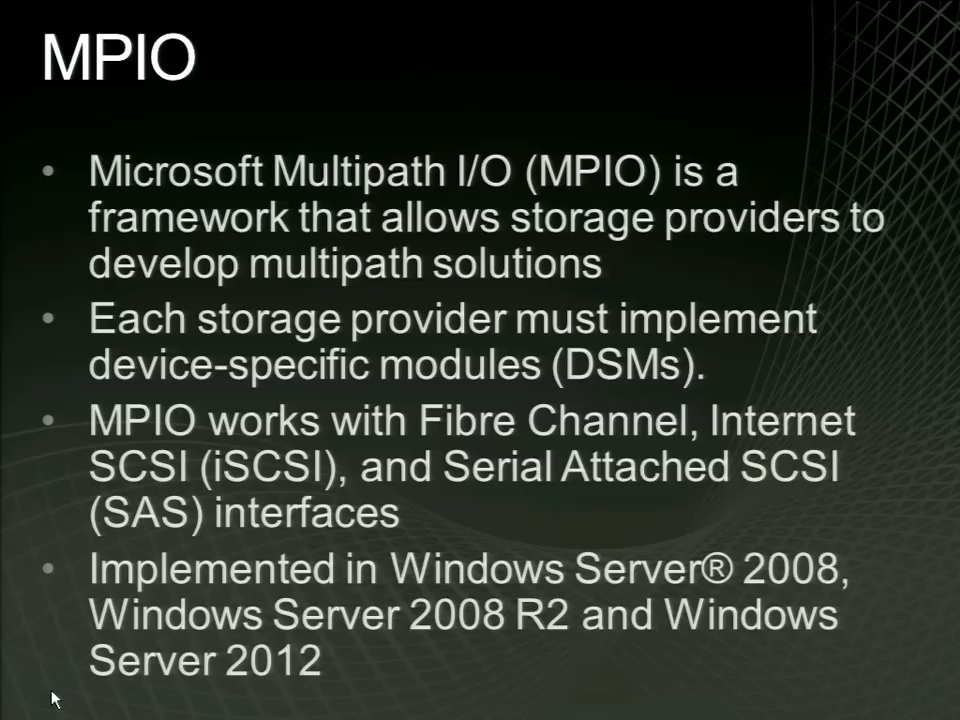 MPIO
• Microsoft Multipath I/O (MPIO) is a
framework that allows storage providers to
develop multipath solutions
• Each storage provider must implement
device-specific modules (DSMs).
• MPIO works with Fibre Channel, Internet
SCSI (iSCSI), and Serial Attached SCSI
(SAS) interfaces
• Implemented in Windows Server® 2008,
Windows Server 2008 R2 and Windows
Server 2012